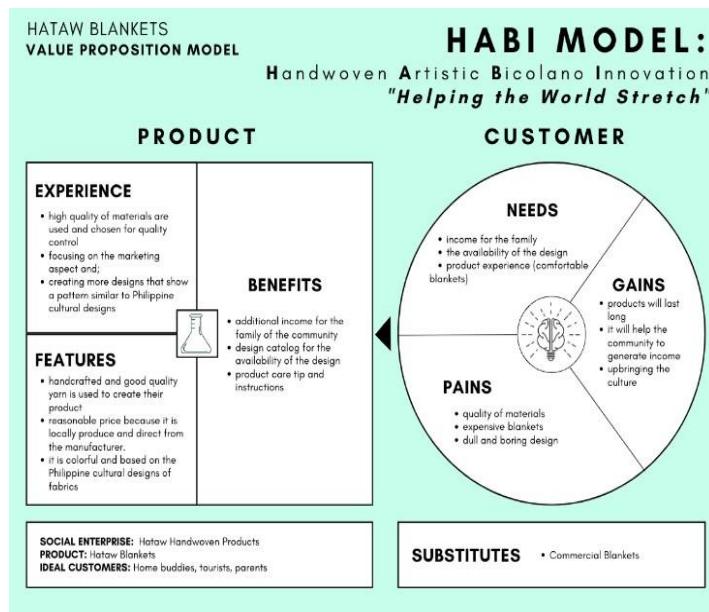 HATAW BLANKETS
VALUE PROPOSITION MODEL
HABI MODEL:
Handwoven Artistic Bicolano Innovation
"Helping the World Stretch"
PRODUCT
EXPERIENCE
• high quality of materials are
used and chosen for quality
control
• focusing on the marketing
aspect and;
• creating more designs that show
a pattern similar to Philippine
cultural designs
FEATURES
• handcrafted and good quality
yarn is used to create their
product
• reasonable price because it is
locally produce and direct from
the manufacturer.
• it is colorful and based on the
Philippine cultural designs of
fabrics
BENEFITS
• additional income for the
family of the community
• design catalog for the
availability of the design
• product care tip and
instructions
CUSTOMER
NEEDS
• income for the family
• the availability of the design
• product experience (comfortable
blankets)
GAINS
• products will last
long
• it will help the
community to
generate income
• upbringing the
culture
PAINS
• quality of materials
• expensive blankets
• dull and boring design
SOCIAL ENTERPRISE: Hataw Handwoven Products
PRODUCT: Hataw Blankets
IDEAL CUSTOMERS: Home buddies, tourists, parents
SUBSTITUTES • Commercial Blankets